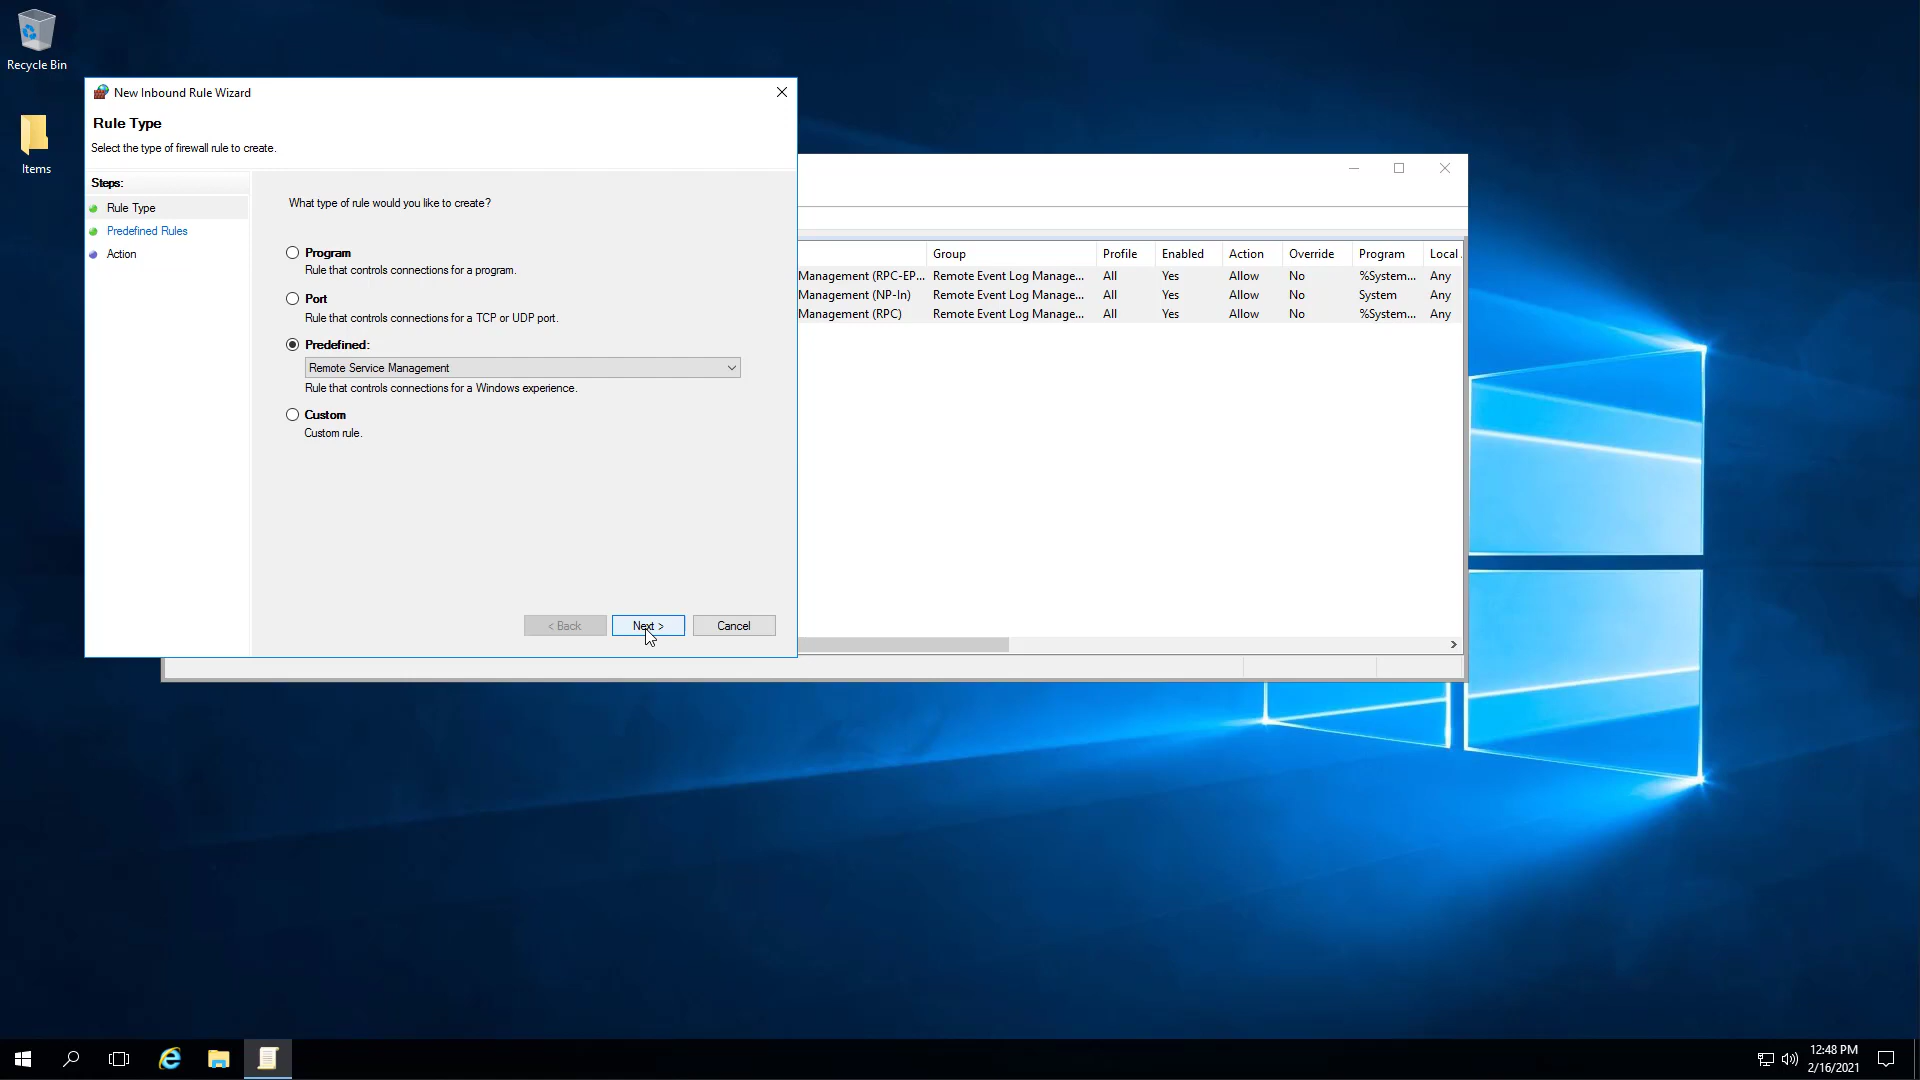 Recycle Bin
Items
New Inbound Rule Wizard
Rule Type
Select the type of firewall rule to create.
Steps:
Rule Type
Predefined Rules
Action
What type of rule would you like to create?
Program
Rule that controls connections for a program.
Port
Rule that controls connections for a TCP or UDP port.
Predefined:
Remote Service Management
Rule that controls connections for a Windows experience.
Custom
Custom rule.
< Back Next > Cancel
Group Profile Enabled Action Override Program Local
Management (RPC-EP... Remote Event Log Manage... All Yes Allow No %System... Any
Management (NP-In) Remote Event Log Manage... All Yes Allow No System Any
Management (RPC) Remote Event Log Manage... All Yes Allow No %System... Any
12:48 PM
2/16/2021